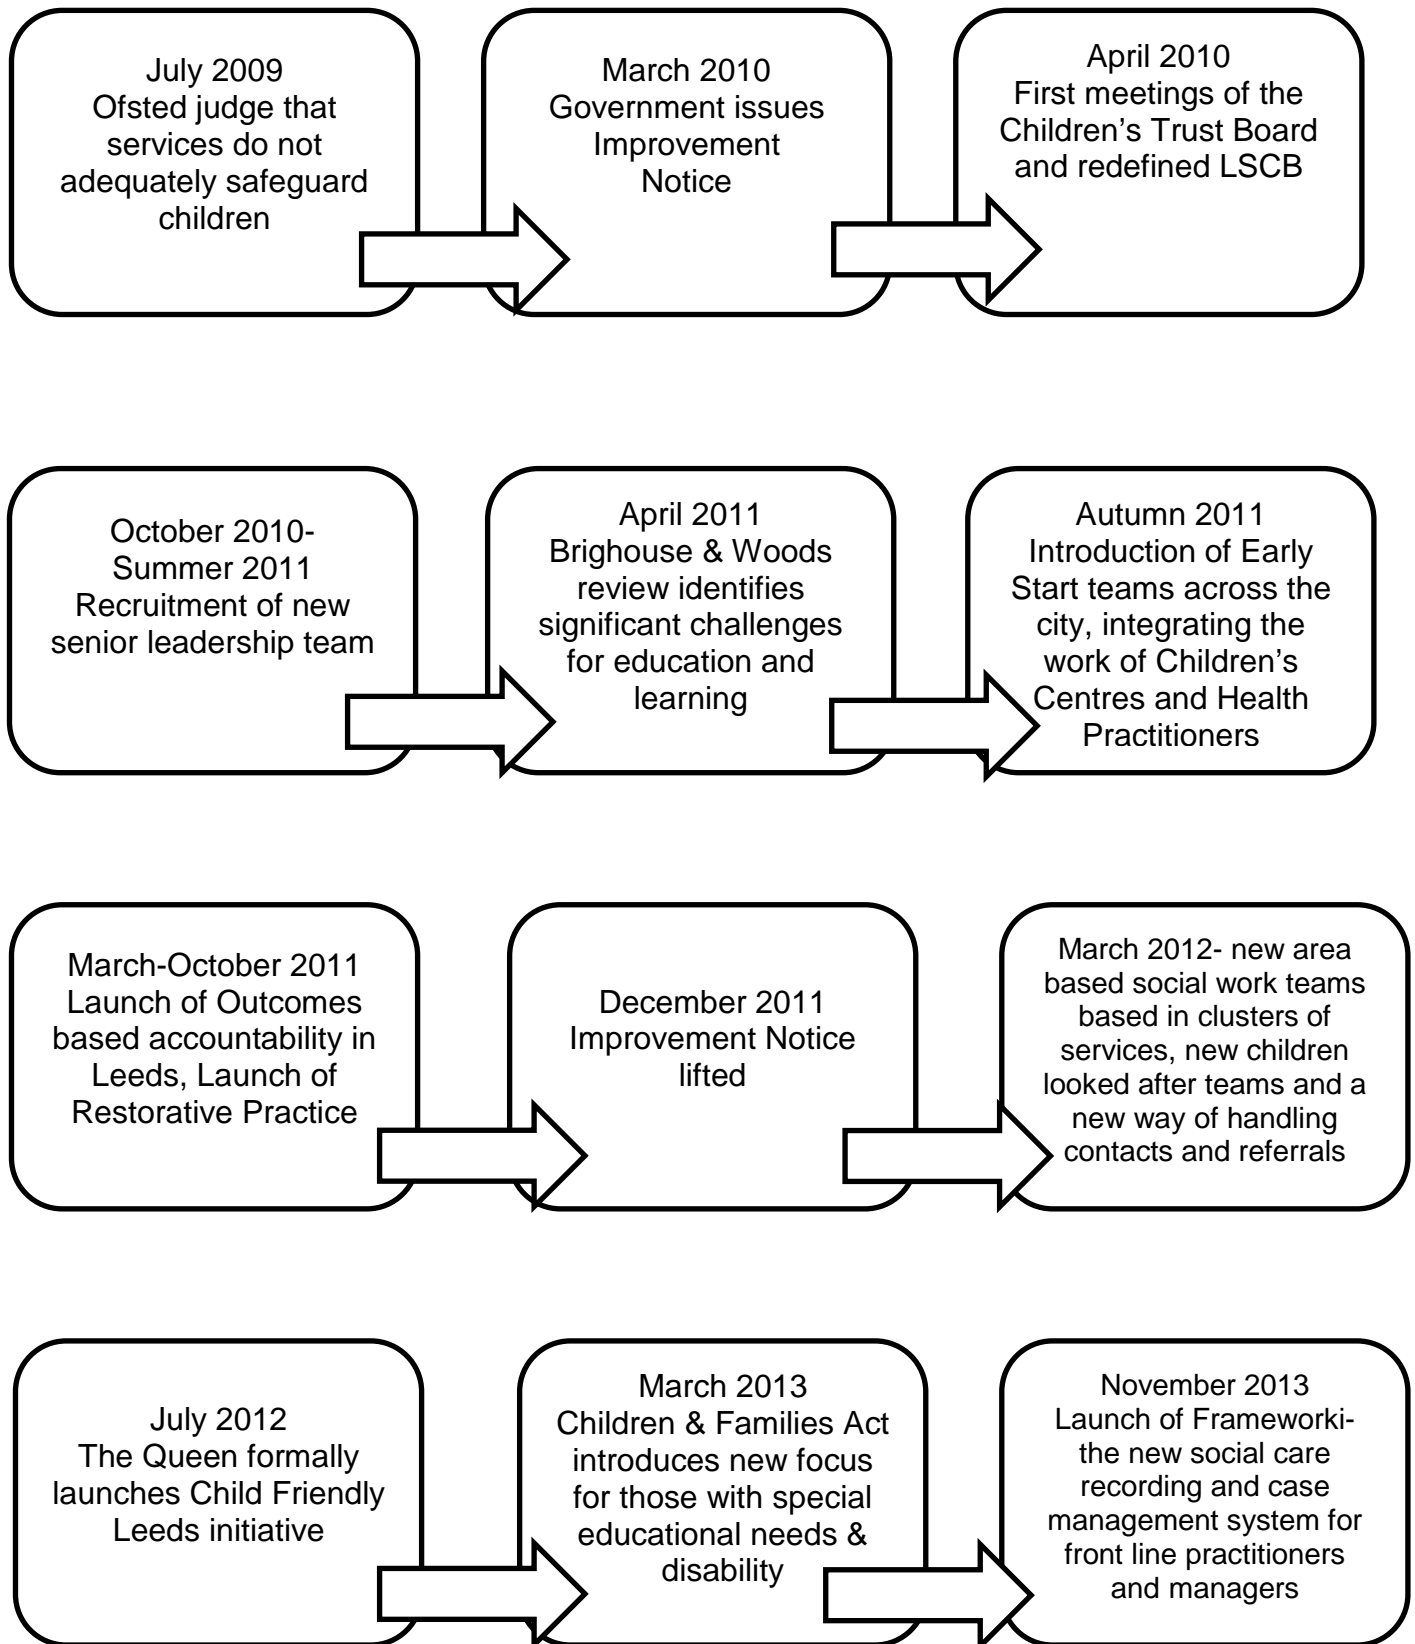 July 2009
Ofsted judge that
services do not
adequately safeguard
children
March 2010
Government issues
Improvement
Notice
April 2010
First meetings of the
Children’s Trust Board
and redefined LSCB
October 2010-
Summer 2011
Recruitment of new
senior leadership team
April 2011
Brighouse & Woods
review identifies
significant challenges
for education and
learning
Autumn 2011
Introduction of Early
Start teams across the
city, integrating the
work of Children’s
Centres and Health
Practitioners
March-October 2011
Launch of Outcomes
based accountability in
Leeds, Launch of
Restorative Practice
December 2011
Improvement Notice
lifted
March 2012- new area
based social work teams
based in clusters of
services, new children
looked after teams and a
new way of handling
contacts and referrals
July 2012
The Queen formally
launches Child Friendly
Leeds initiative
March 2013
Children & Families Act
introduces new focus
for those with special
educational needs &
disability
November 2013
Launch of Frameworki-
the new social care
recording and case
management system for
front line practitioners
and managers